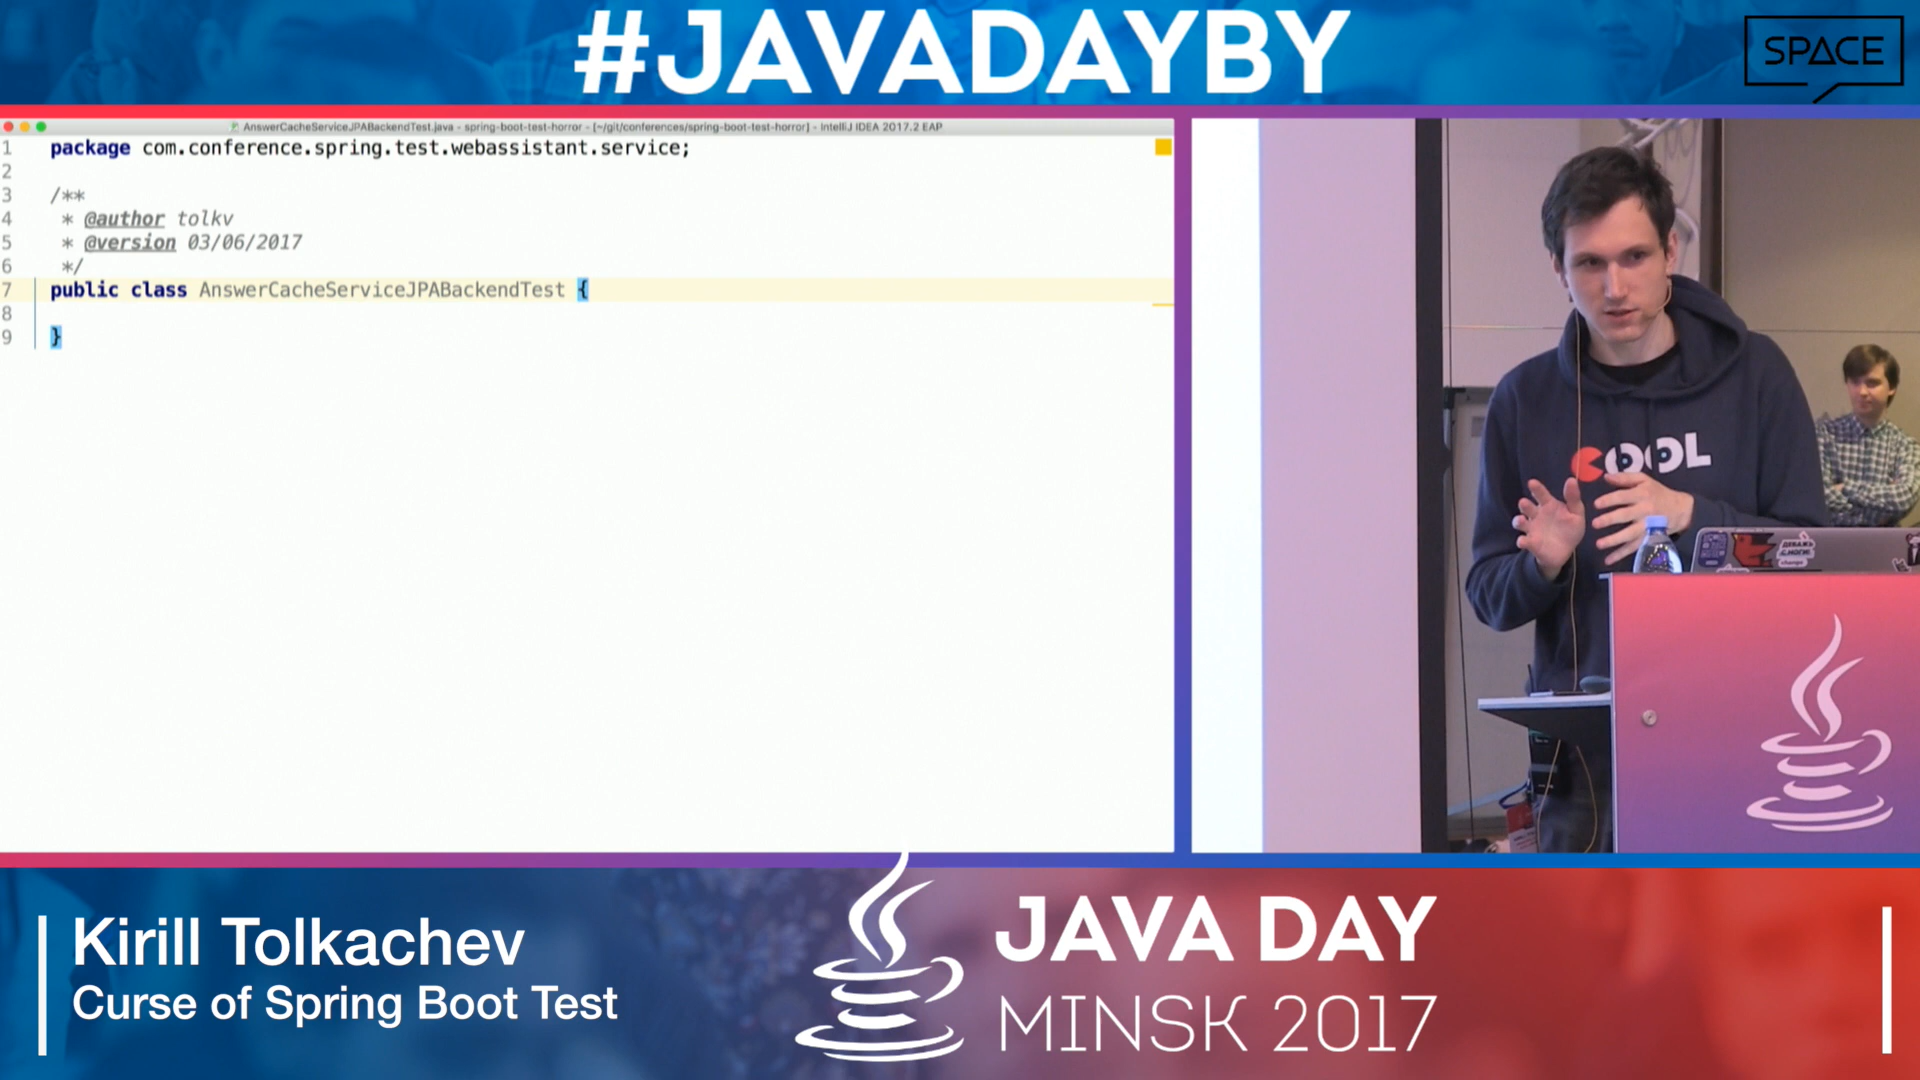 #JAVADAYBY
SPACE
AnswerCacheServiceJPABackendTest.java - spring-boot-test-horror - [~/git/conferences/spring-boot-test-horror] - IntelliJ IDEA 2017.2 EAP
1 package com.conference.spring.test.webassistant.service;
2
3 /**
4 * @author tolkv
5 * @version 03/06/2017
6 */
7 public class AnswerCacheServiceJPABackendTest {
8
9 }
COOL
Kirill Tolkachev
Curse of Spring Boot Test
JAVA DAY
MINSK 2017